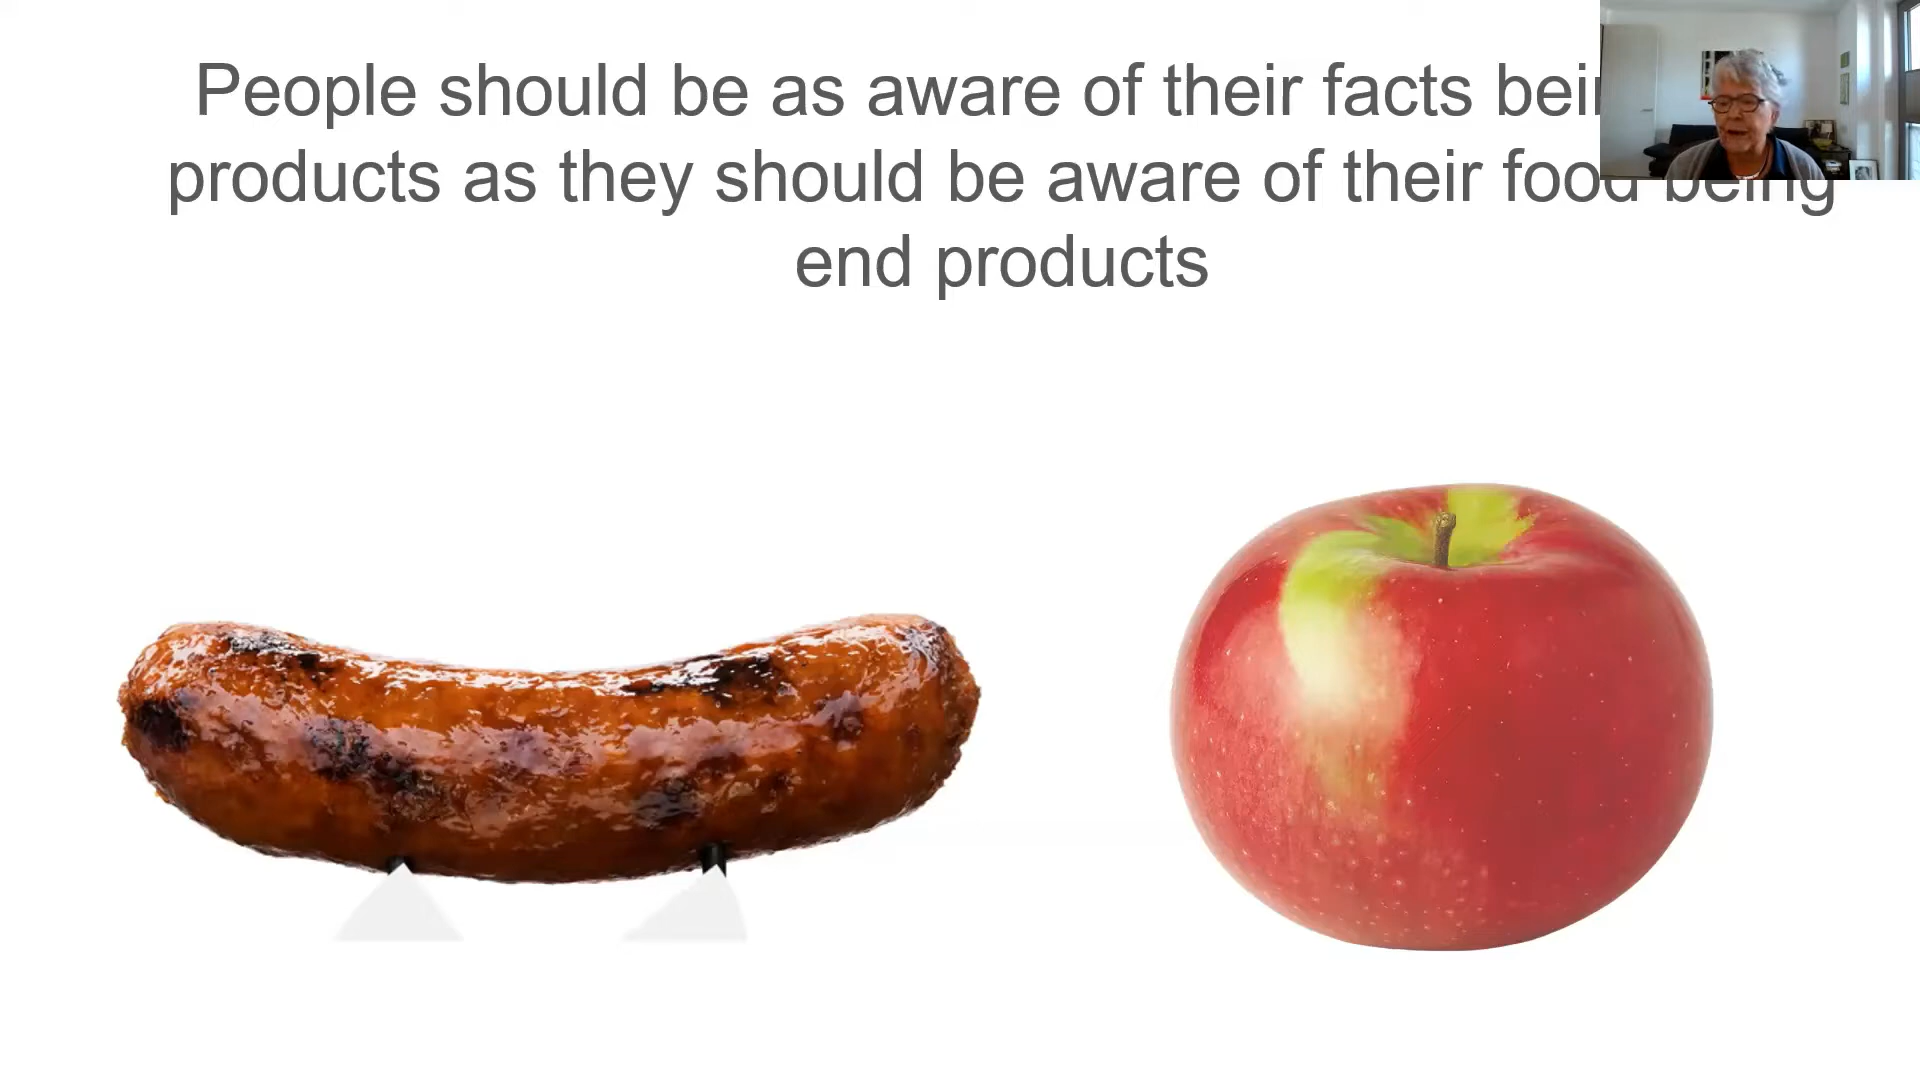 People should be as aware of their facts
products as they should be aware of their food being
end products